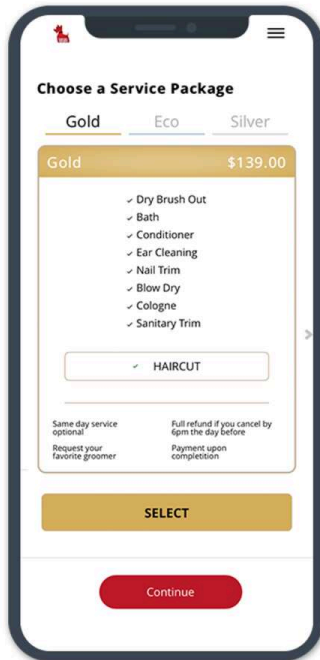 Choose a Service Package
Gold Eco Silver
Gold $139.00
Dry Brush Out
Bath
Conditioner
Ear Cleaning
Nail Trim
Blow Dry
Cologne
Sanitary Trim
HAIRCUT
Same day service
optional
Full refund if you cancel by
6pm the day before
Request your
favorite groomer
Payment upon
completition
SELECT
Continue